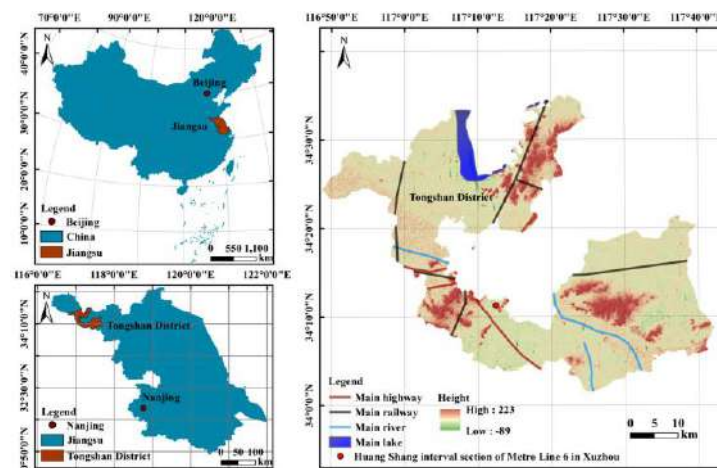 70°0'0"E 100°0'0"E 120°0'0"E
N
40°0'0"N
30°0'0"N
20°0'0"N
10°0'0"N
Beijing
Jiangsu
Legend
Beijing
China
Jiangsu
0 550 1,100
km
116°0'0"E 118°0'0"E 120°0'0"E 122°0'0"E
N
34°10'0"N
32°30'0"N
Tongshan District
Nanjing
Legend
Nanjing
Jiangsu
Tongshan District
0 50 100
km
116°50'0"E 117°0'0"E 117°10'0"E 117°20'0"E 117°30'0"E 117°40'0"E
N
34°30'0"N
34°20'0"N
34°10'0"N
34°0'0"N
Tongshan District
Legend
Main highway
Main railway
Main river
Main lake
Height
High : 223
Low : -89
0 5 10
km
Huang Shang interval section of Metro Line 6 in Xuzhou